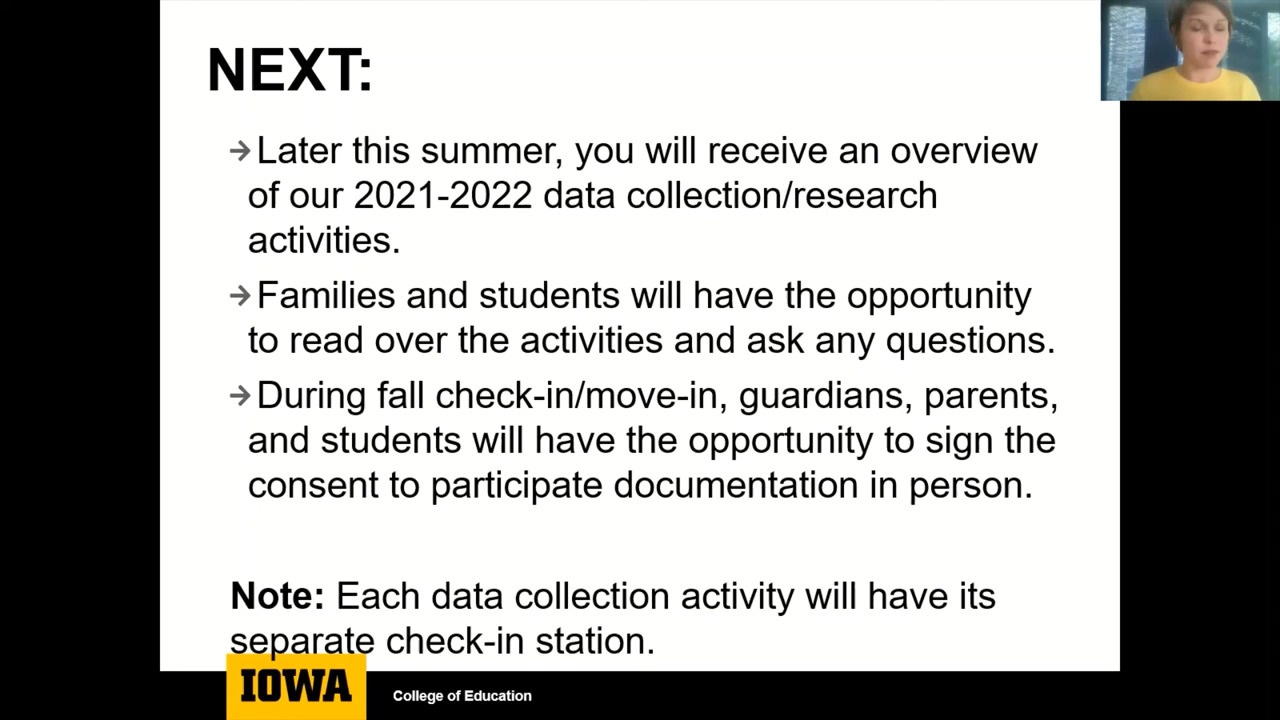 NEXT:
→Later this summer, you will receive an overview
of our 2021-2022 data collection/research
activities.
→Families and students will have the opportunity
to read over the activities and ask any questions.
→During fall check-in/move-in, guardians, parents,
and students will have the opportunity to sign the
consent to participate documentation in person.
Note: Each data collection activity will have its
separate check-in station.
IOWA
College of Education